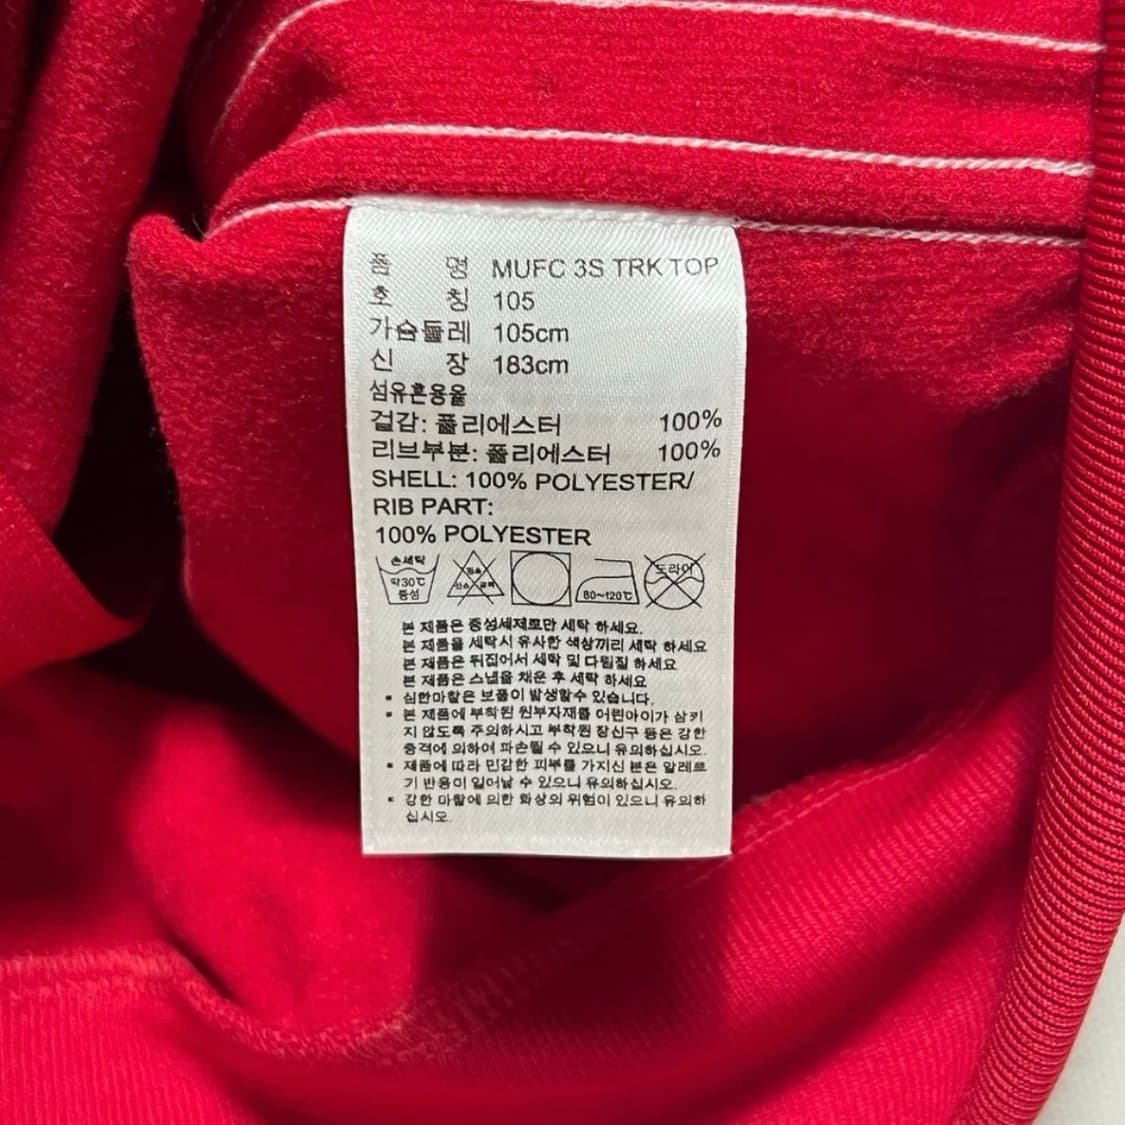 품 명 MUFC 3S TRK TOP
호 칭 105
가슴둘레 105cm
신 장 183cm
섬유혼용율
겉감: 폴리에스터 100%
리브부분: 폴리에스터 100%
SHELL: 100% POLYESTER/
RIB PART:
100% POLYESTER
손세탁
약30℃
중성
염소
산소 표백
80~120℃
드라이
본 제품은 중성세제로만 세탁 하세요.
본 제품을 세탁시 유사한 색상끼리 세탁 하세요
본 제품은 뒤집어서 세탁 및 다림질 하세요
본 제품은 스냅을 채운 후 세탁 하세요
▪ 심한마찰은 보풀이 발생할수 있습니다.
▪ 본 제품에 부착된 원부자재를 어린아이가 삼키
지 않도록 주의하시고 부착된 장신구 등은 강한
충격에 의하여 파손될 수 있으니 유의하십시오.
▪ 제품에 따라 민감한 피부를 가지신 분은 알레르
기 반응이 일어날 수 있으니 유의하십시오.
▪ 강한 마찰에 의한 화상의 위험이 있으니 유의하
십시오.